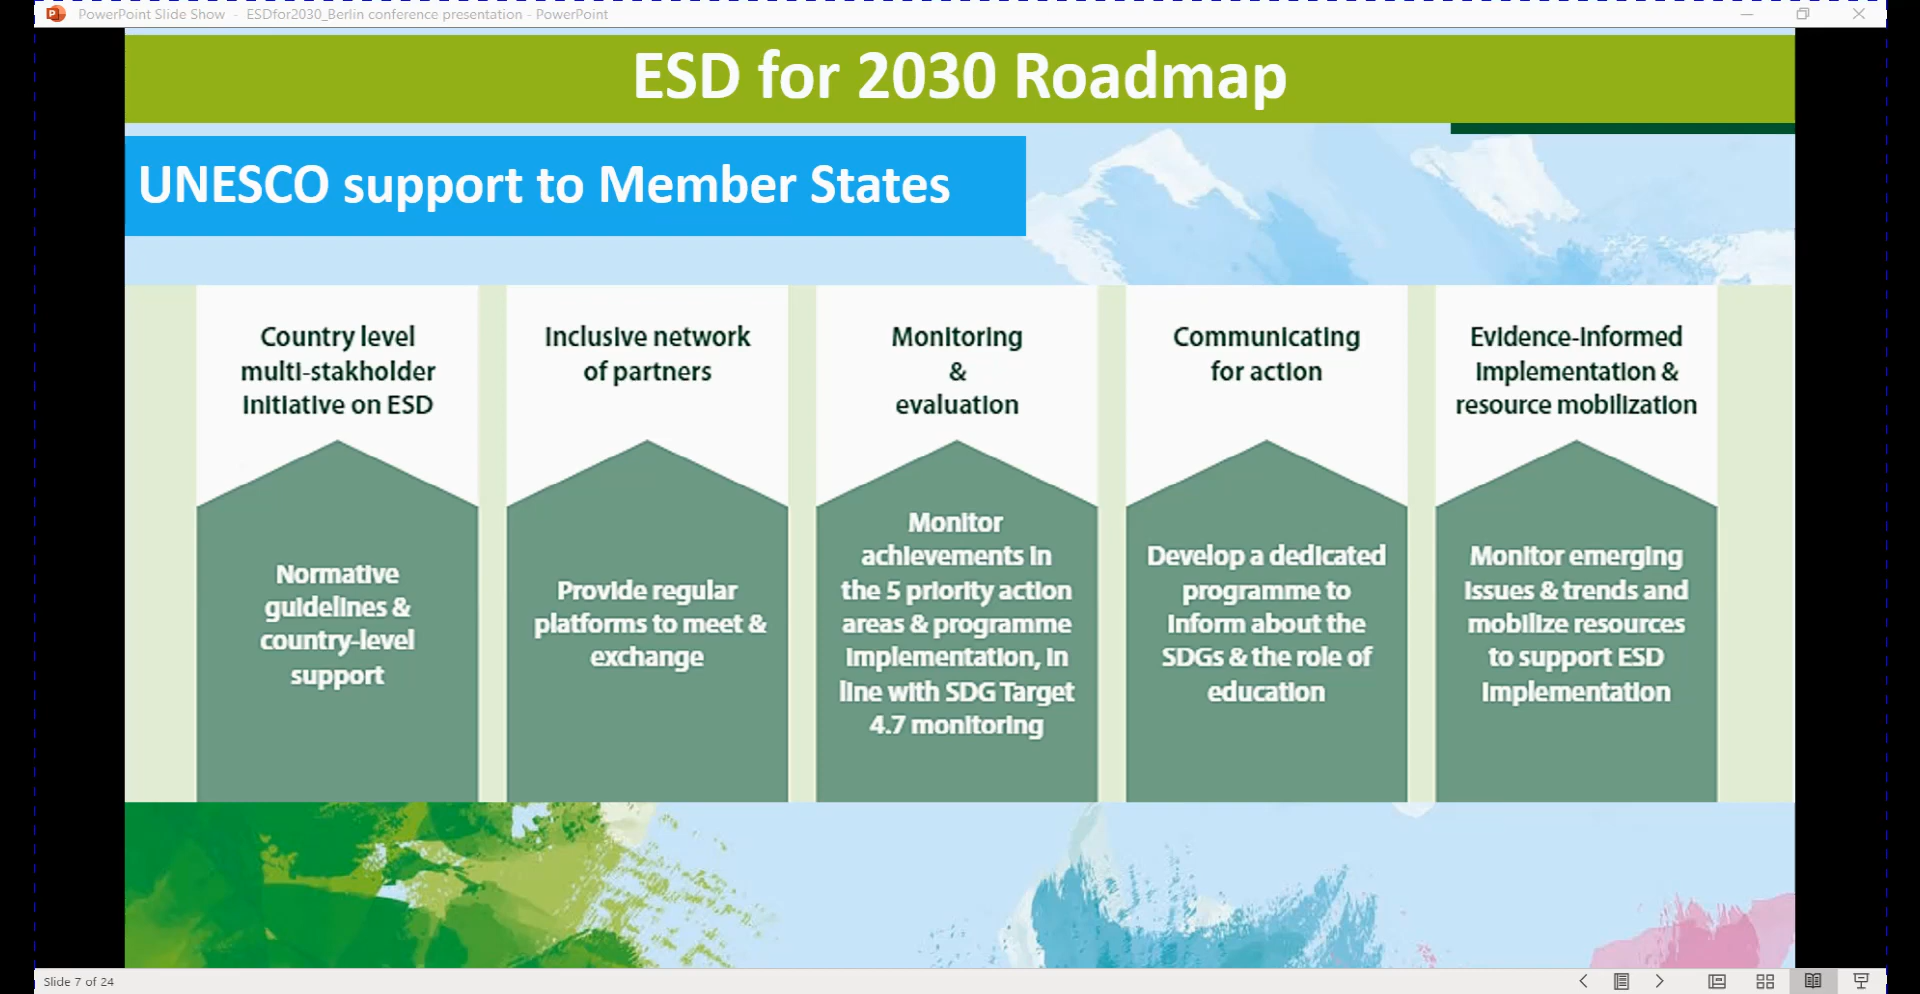 PowerPoint Slide Show - ESDfor2030_Berlin conference presentation - PowerPoint
ESD for 2030 Roadmap
UNESCO support to Member States
Country level
multi-stakholder
initiative on ESD
Normative
guidelines &
country-level
support
Inclusive network
of partners
Provide regular
platforms to meet &
exchange
Monitoring
&
evaluation
Monitor
achievements in
the 5 priority action
areas & programme
implementation, in
line with SDG Target
4.7 monitoring
Communicating
for action
Develop a dedicated
programme to
inform about the
SDGs & the role of
education
Evidence-informed
implementation &
resource mobilization
Monitor emerging
issues & trends and
mobilize resources
to support ESD
implementation
Slide 7 of 24